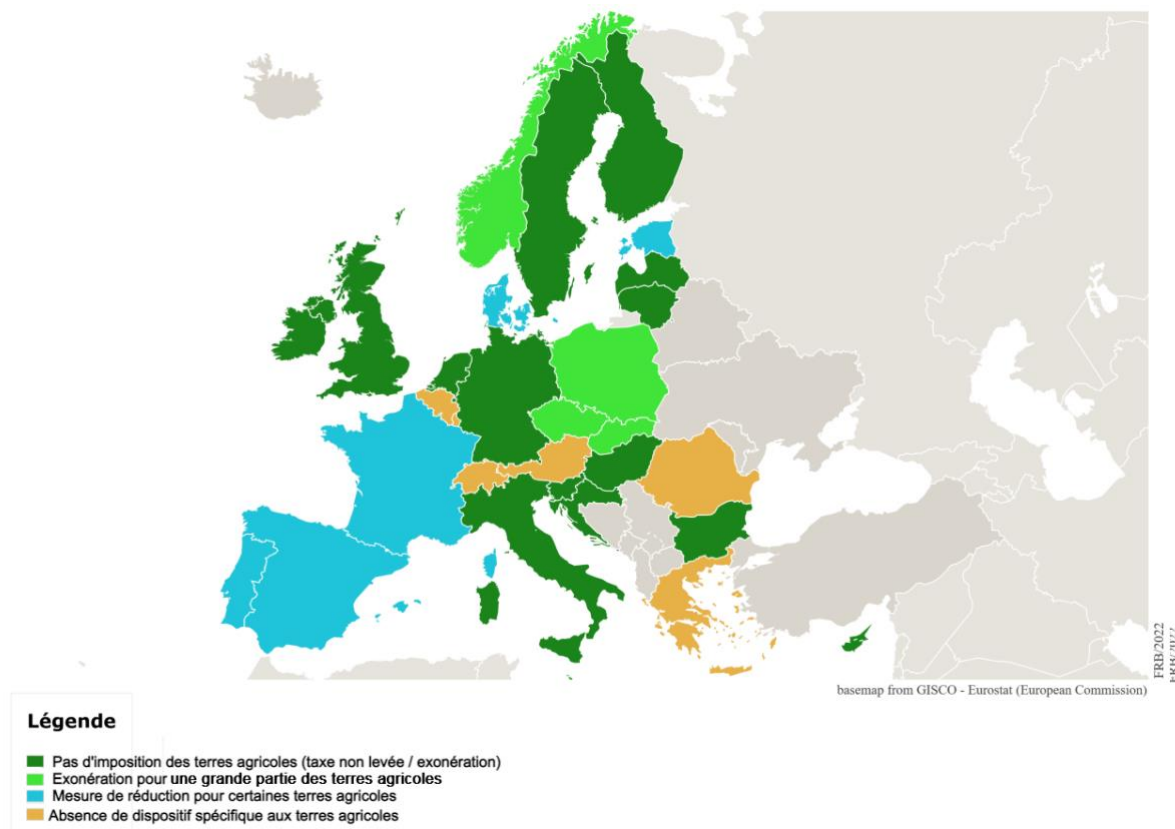 FRB/2022
FRB/2022
basemap from GISCO - Eurostat (European Commission)
Légende
Pas d'imposition des terres agricoles (taxe non levée / exonération)
Exonération pour une grande partie des terres agricoles
Mesure de réduction pour certaines terres agricoles
Absence de dispositif spécifique aux terres agricoles